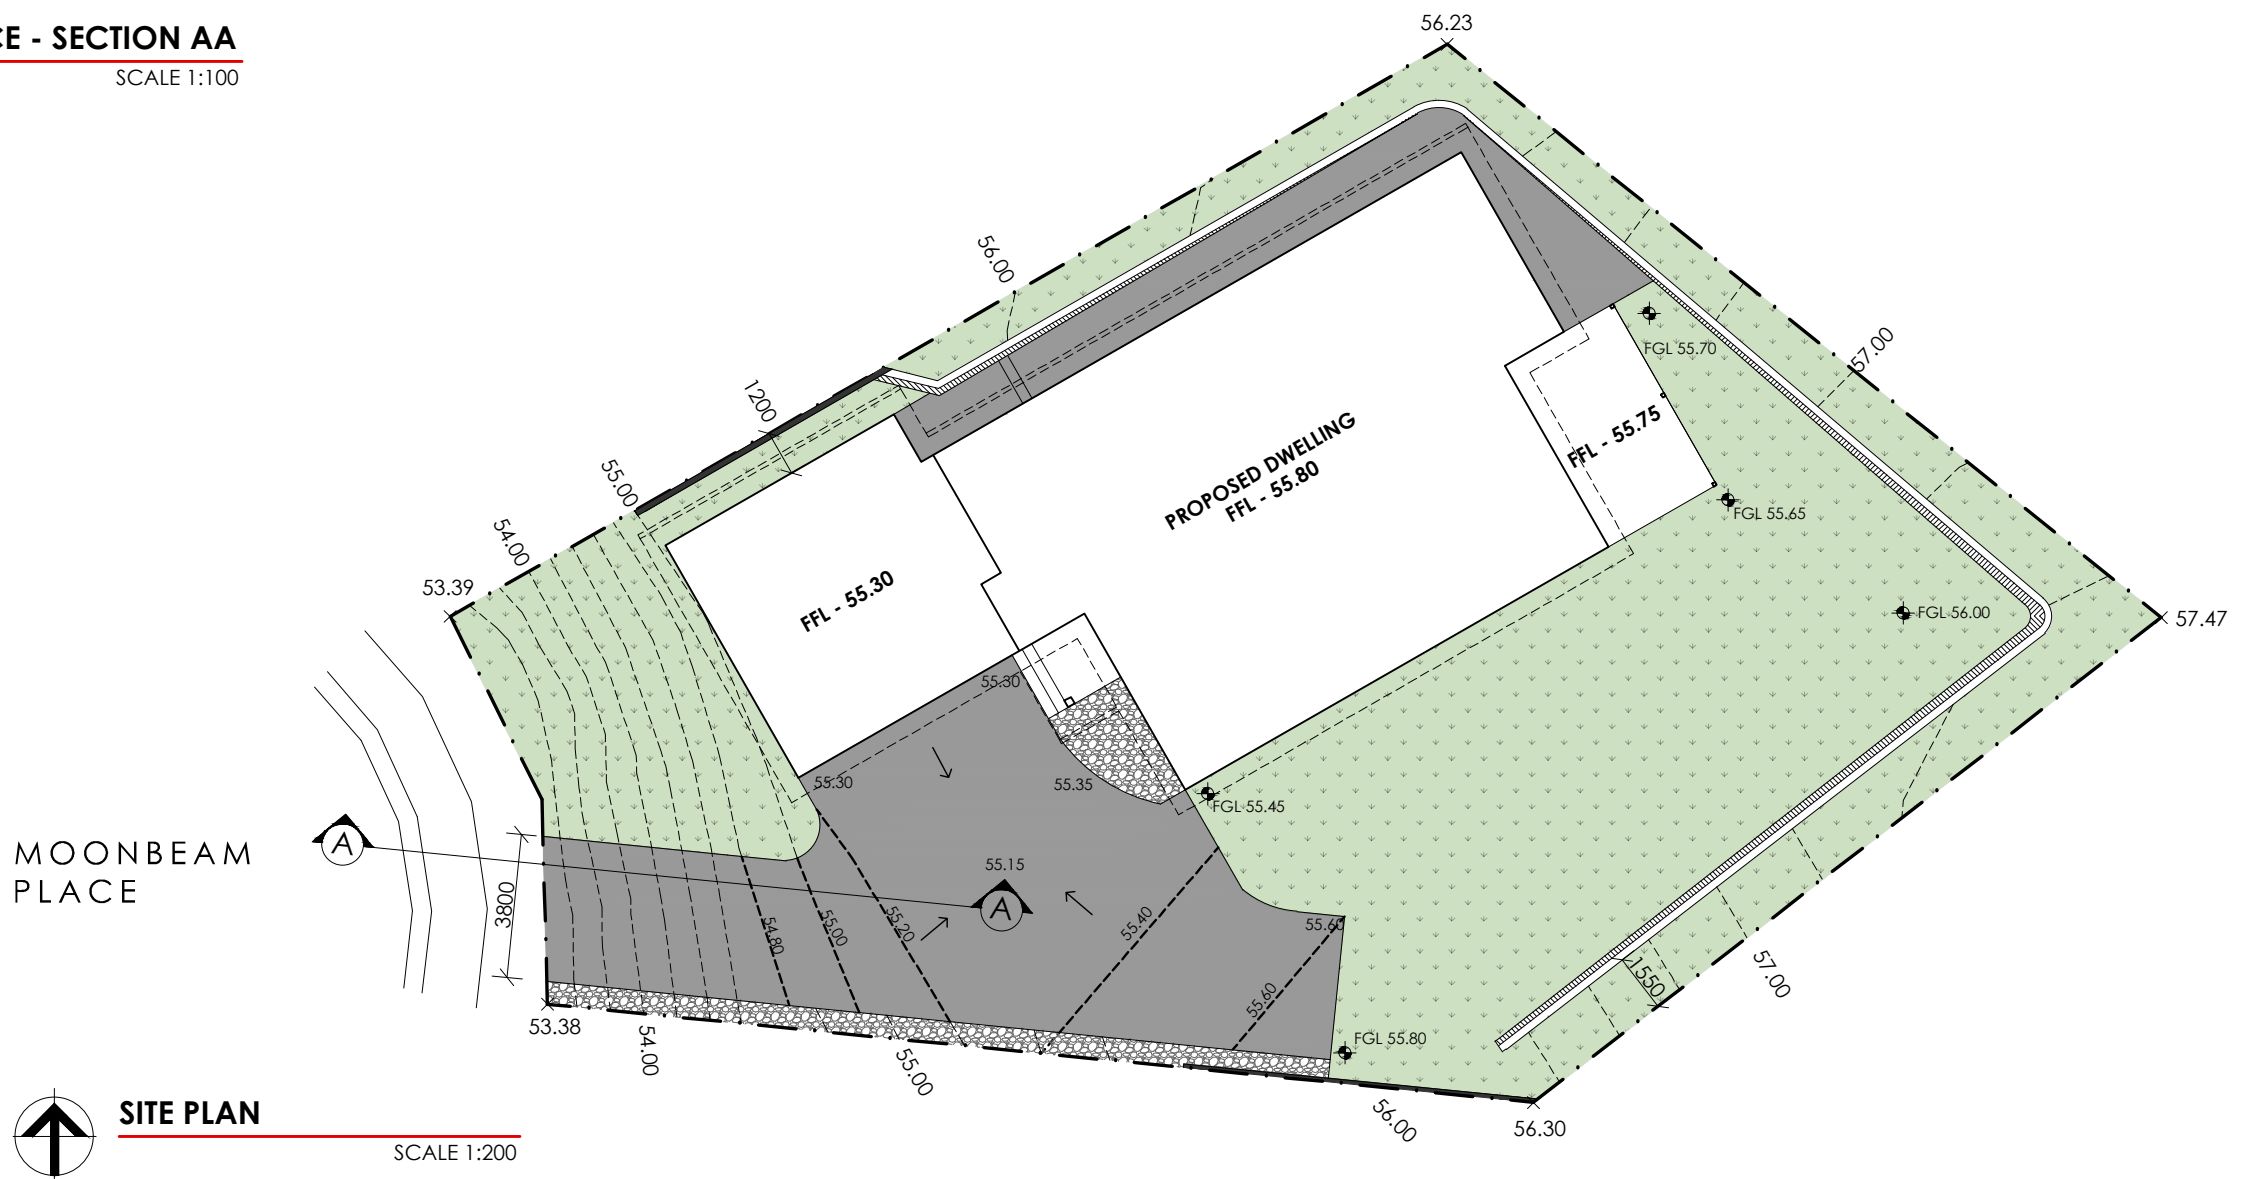 CE - SECTION AA
SCALE 1:100
56.23
56.00
57.00
FGL 55.70
1200
PROPOSED DWELLING
FFL - 55.80
FFL - 55.75
55.00
54.00
FGL 55.65
53.39
FFL - 55.30
FGL 56.00
57.47
55.30
55.30
55.35
FGL 55.45
MOONBEAM
PLACE
A
55.15
3800
A
54.80
55.00
55.20
55.40
55.60
55.60
1550
57.00
53.38
54.00
55.00
FGL 55.80
56.00
56.30
SITE PLAN
SCALE 1:200